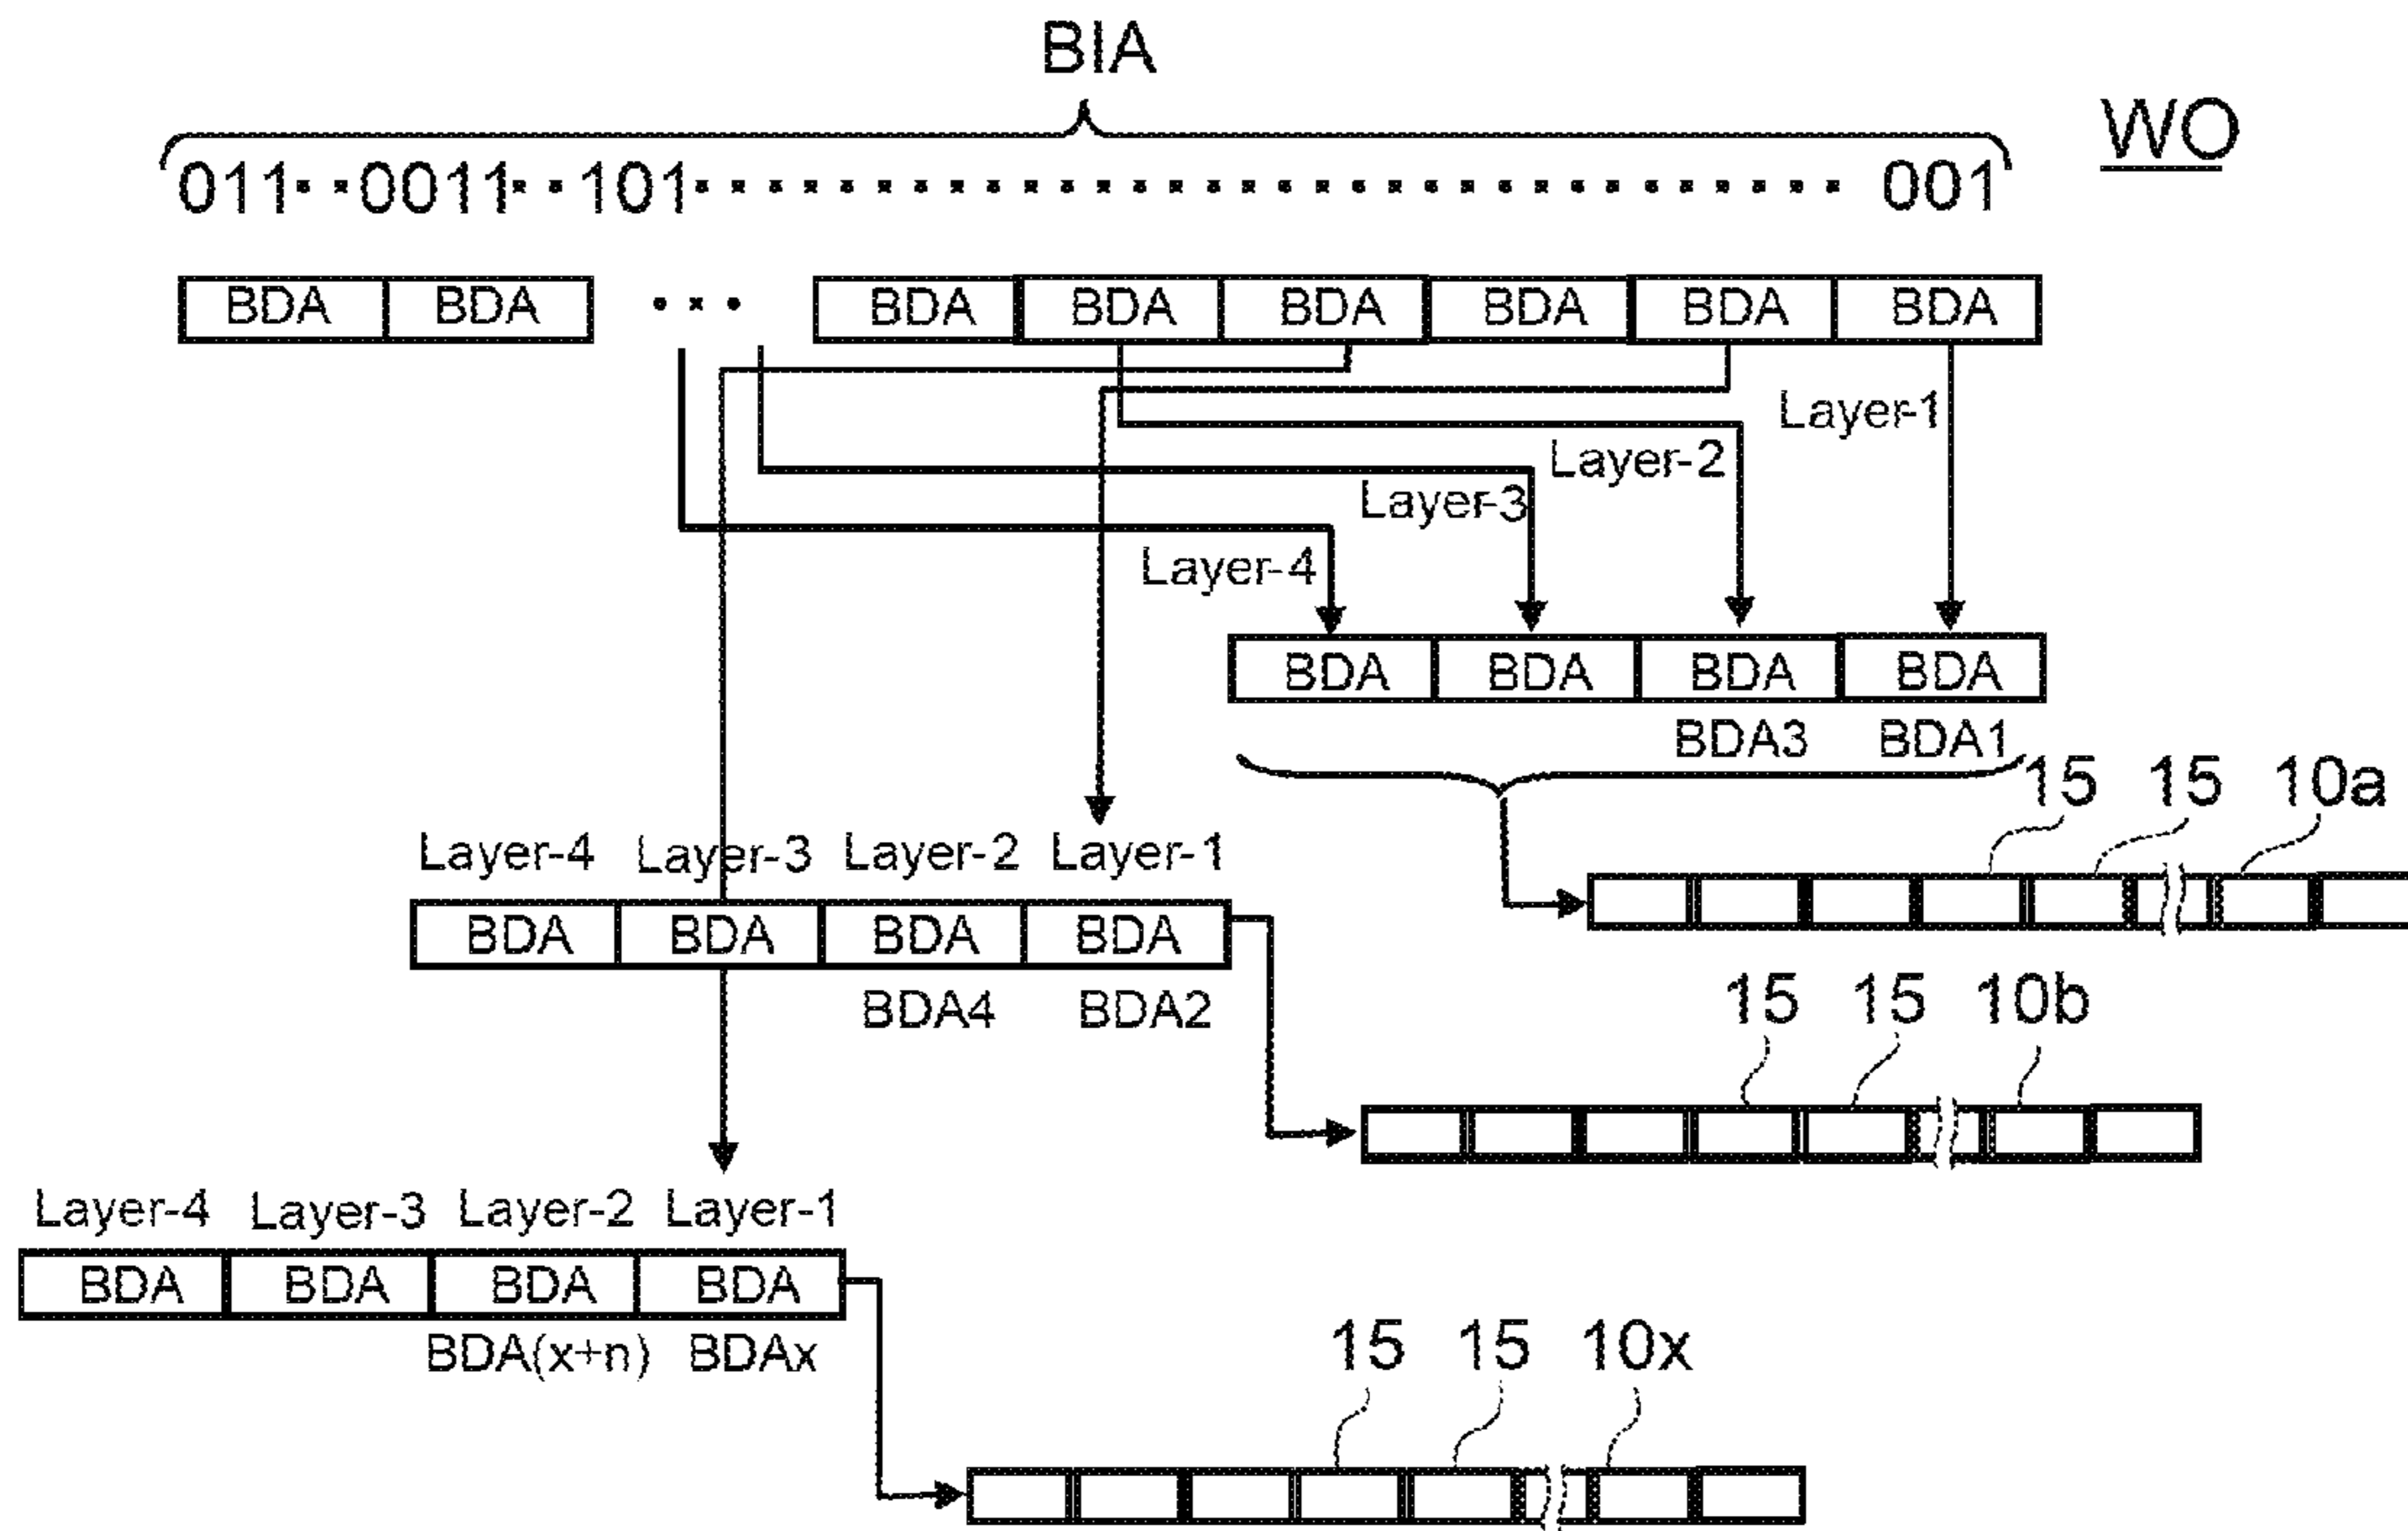 BIA
WO
011··0011··101································001
BDA BDA ··· BDA BDA BDA BDA BDA BDA
Layer-1
Layer-2
Layer-3
Layer-4
BDA BDA BDA BDA
BDA3 BDA1
15 15 10a
Layer-4 Layer-3 Layer-2 Layer-1
BDA BDA BDA BDA
BDA4 BDA2
15 15 10b
Layer-4 Layer-3 Layer-2 Layer-1
BDA BDA BDA BDA
BDA(x+n) BDAx
15 15 10x